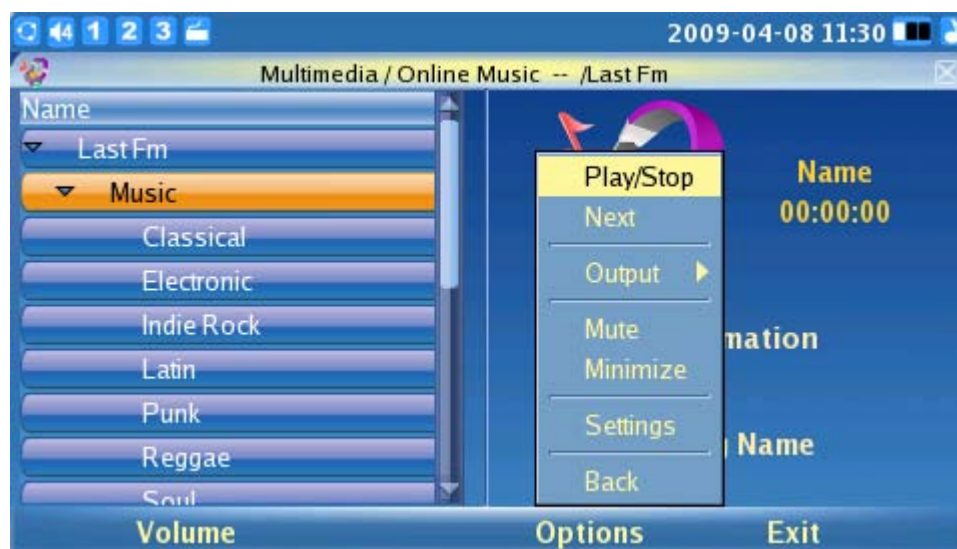 1 2 3 2009-04-08 11:30
Multimedia / Online Music -- /Last Fm
Name
Last Fm
Music
Classical
Electronic
Indie Rock
Latin
Punk
Reggae
Soul
Play/Stop
Next
Output
Mute
Minimize
Settings
Back
Name
00:00:00
mation
Name
Volume Options Exit